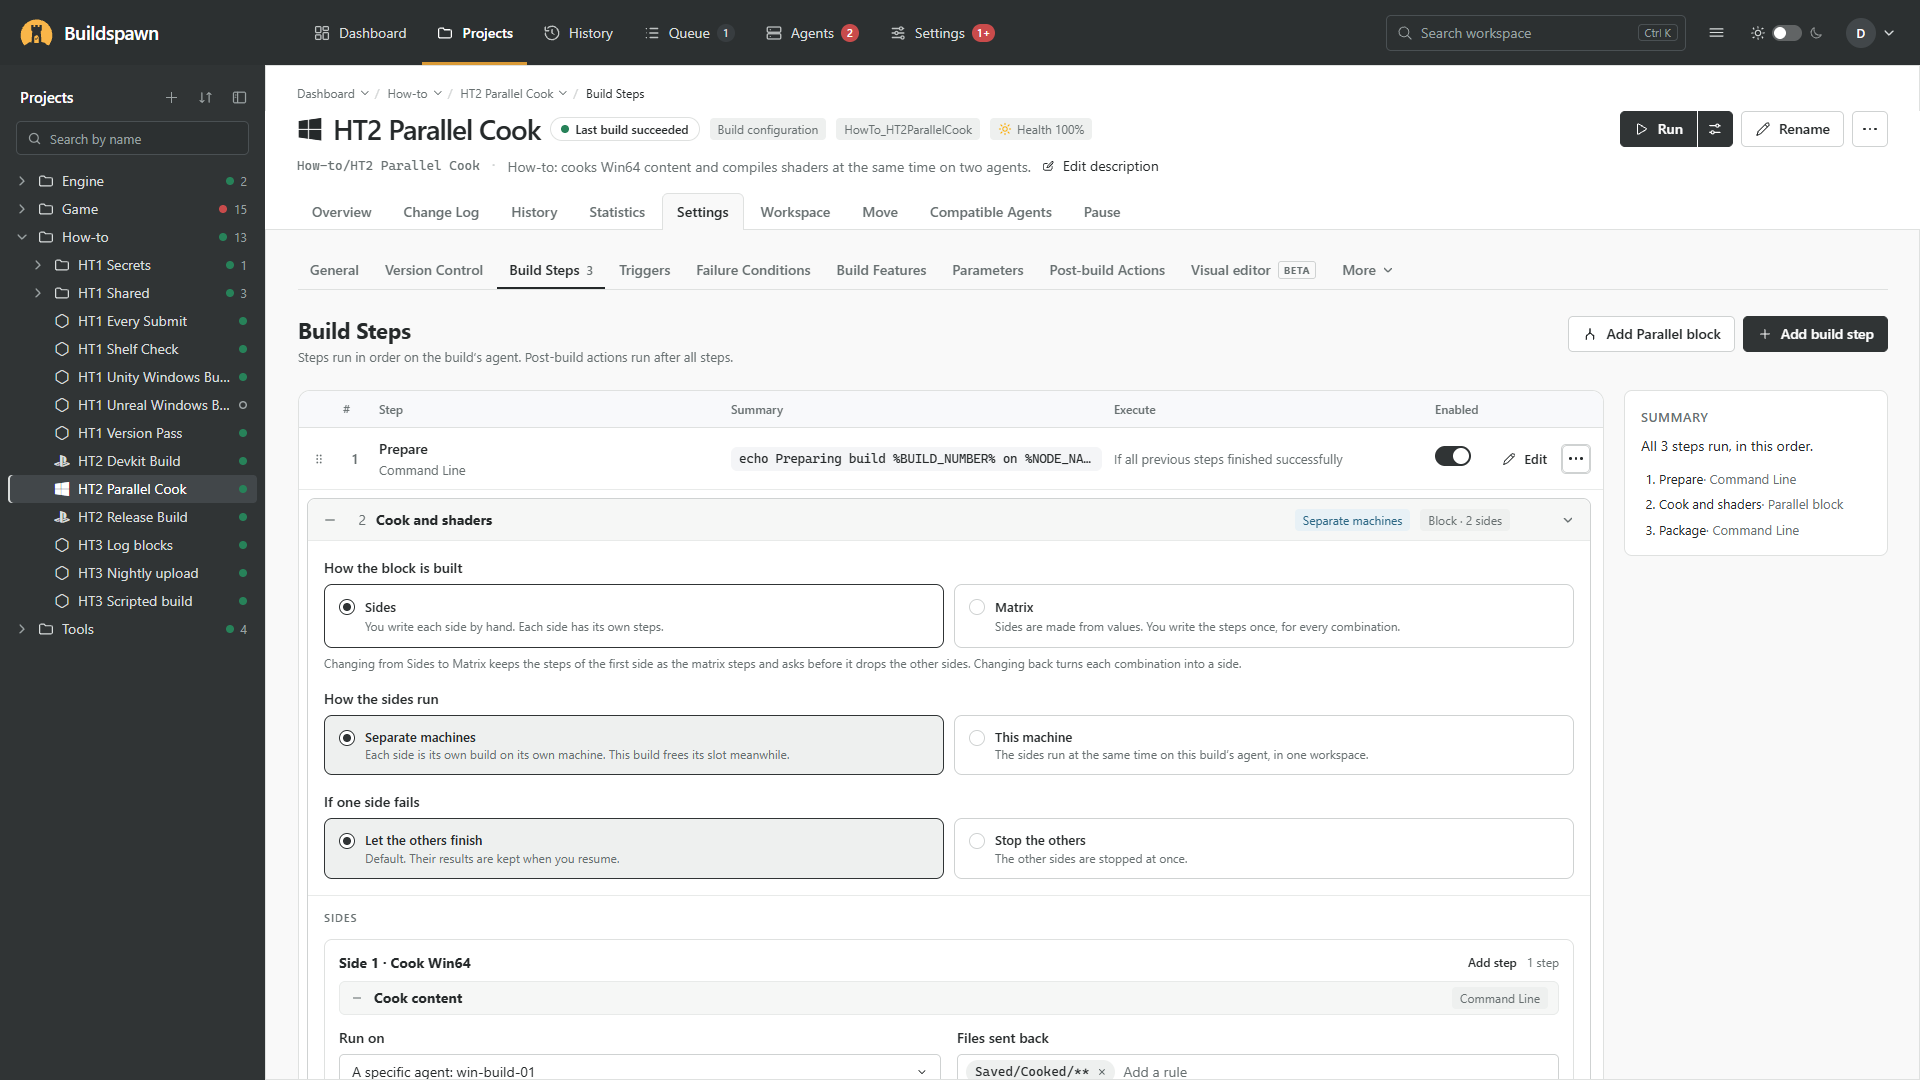 Buildspawn
Dashboard
Projects
History
Queue 1
Agents 2
Settings 1+
Search workspace Ctrl K
D
Projects
Search by name
Engine 2
Game 15
How-to 13
HT1 Secrets 1
HT1 Shared 3
HT1 Every Submit
HT1 Shelf Check
HT1 Unity Windows Bu...
HT1 Unreal Windows B...
HT1 Version Pass
HT2 Devkit Build
HT2 Parallel Cook
HT2 Release Build
HT3 Log blocks
HT3 Nightly upload
HT3 Scripted build
Tools 4
Dashboard / How-to / HT2 Parallel Cook / Build Steps
HT2 Parallel Cook Last build succeeded Build configuration HowTo_HT2ParallelCook Health 100%
Run
Rename
How-to/HT2 Parallel Cook · How-to: cooks Win64 content and compiles shaders at the same time on two agents. Edit description
Overview Change Log History Statistics Settings Workspace Move Compatible Agents Pause
General Version Control Build Steps 3 Triggers Failure Conditions Build Features Parameters Post-build Actions Visual editor BETA More
Build Steps
Steps run in order on the build's agent. Post-build actions run after all steps.
Add Parallel block
Add build step
# Step Summary Execute Enabled
1 Prepare
Command Line
echo Preparing build %BUILD_NUMBER% on %NODE_NA…
If all previous steps finished successfully
Edit
2 Cook and shaders Separate machines Block · 2 sides
How the block is built
Sides
You write each side by hand. Each side has its own steps.
Matrix
Sides are made from values. You write the steps once, for every combination.
Changing from Sides to Matrix keeps the steps of the first side as the matrix steps and asks before it drops the other sides. Changing back turns each combination into a side.
How the sides run
Separate machines
Each side is its own build on its own machine. This build frees its slot meanwhile.
This machine
The sides run at the same time on this build's agent, in one workspace.
If one side fails
Let the others finish
Default. Their results are kept when you resume.
Stop the others
The other sides are stopped at once.
SIDES
Side 1 · Cook Win64 Add step 1 step
Cook content Command Line
Run on
A specific agent: win-build-01
Files sent back
Saved/Cooked/** × Add a rule
SUMMARY
All 3 steps run, in this order.
1. Prepare· Command Line
2. Cook and shaders· Parallel block
3. Package· Command Line